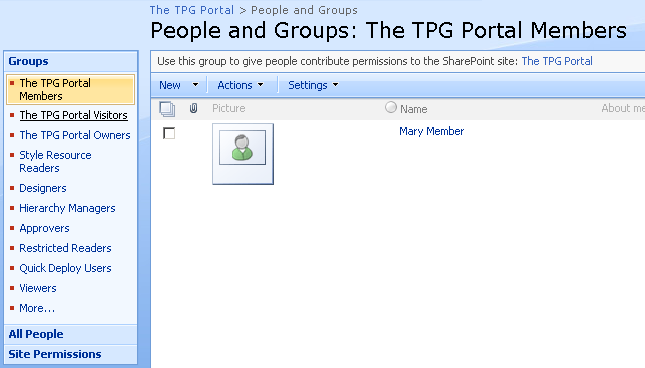 The TPG Portal > People and Groups
People and Groups: The TPG Portal Members
Groups
The TPG Portal
Members
The TPG Portal Visitors
The TPG Portal Owners
Style Resource
Readers
Designers
Hierarchy Managers
Approvers
Restricted Readers
Quick Deploy Users
Viewers
More...
All People
Site Permissions
Use this group to give people contribute permissions to the SharePoint site: The TPG Portal
New Actions Settings
Picture Name About me
Mary Member